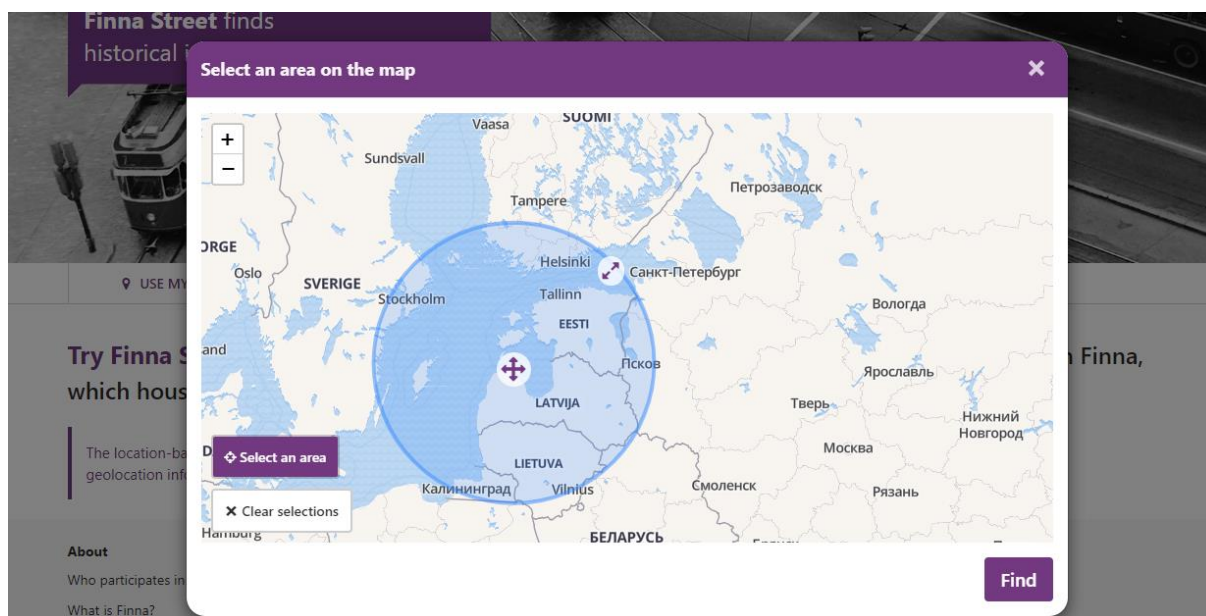 Finna Street finds
historical i
Select an area on the map
×
+
−
Vaasa
SUOMI
Sundsvall
Петрозаводск
Tampere
ORGE
Oslo
Helsinki
Санкт-Петербург
SVERIGE
Stockholm
Tallinn
Вологда
EESTI
and
Псков
Ярославль
LATVIJA
Тверь
Нижний
Новгород
Москва
D
Select an area
LIETUVA
Калининград
Vilnius
Смоленск
Рязань
Clear selections
Hamburg
БЕЛАРУСЬ
Find
USE MY
Try Finna S
n Finna,
which hous
The location-ba
geolocation info
About
Who participates in
What is Finna?